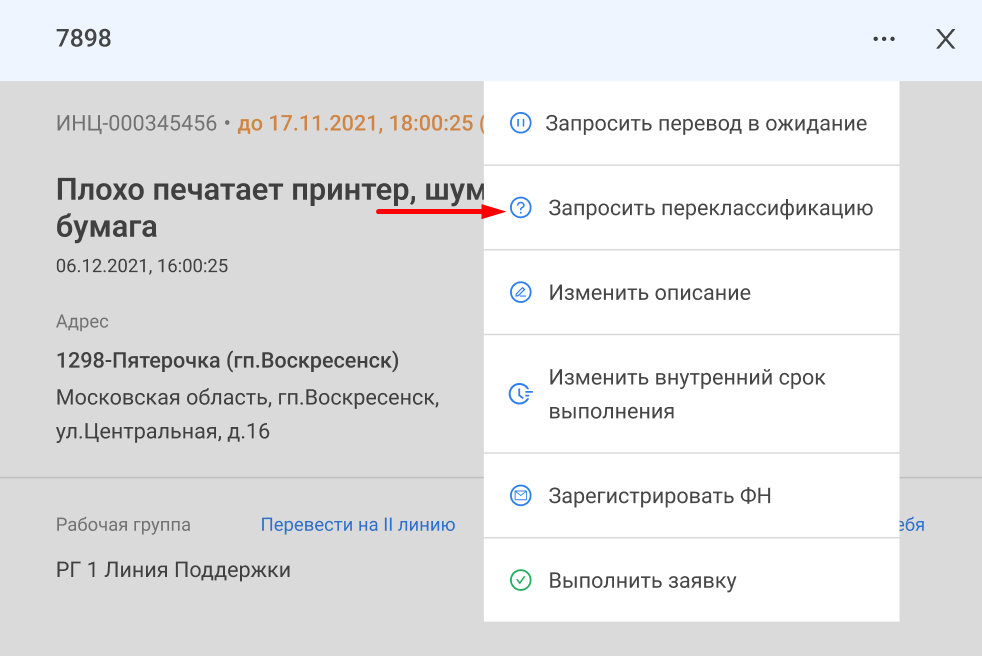 7898
ИНЦ-000345456 • до 17.11.2021, 18:00:25 (
Плохо печатает принтер, шум
бумага
06.12.2021, 16:00:25
Адрес
1298-Пятерочка (гп.Воскресенск)
Московская область, гп.Воскресенск,
ул.Центральная, д.16
Рабочая группа
Перевести на II линию
ебя
РГ 1 Линия Поддержки
Запросить перевод в ожидание
Запросить переклассификацию
Изменить описание
Изменить внутренний срок
выполнения
Зарегистрировать ФН
Выполнить заявку